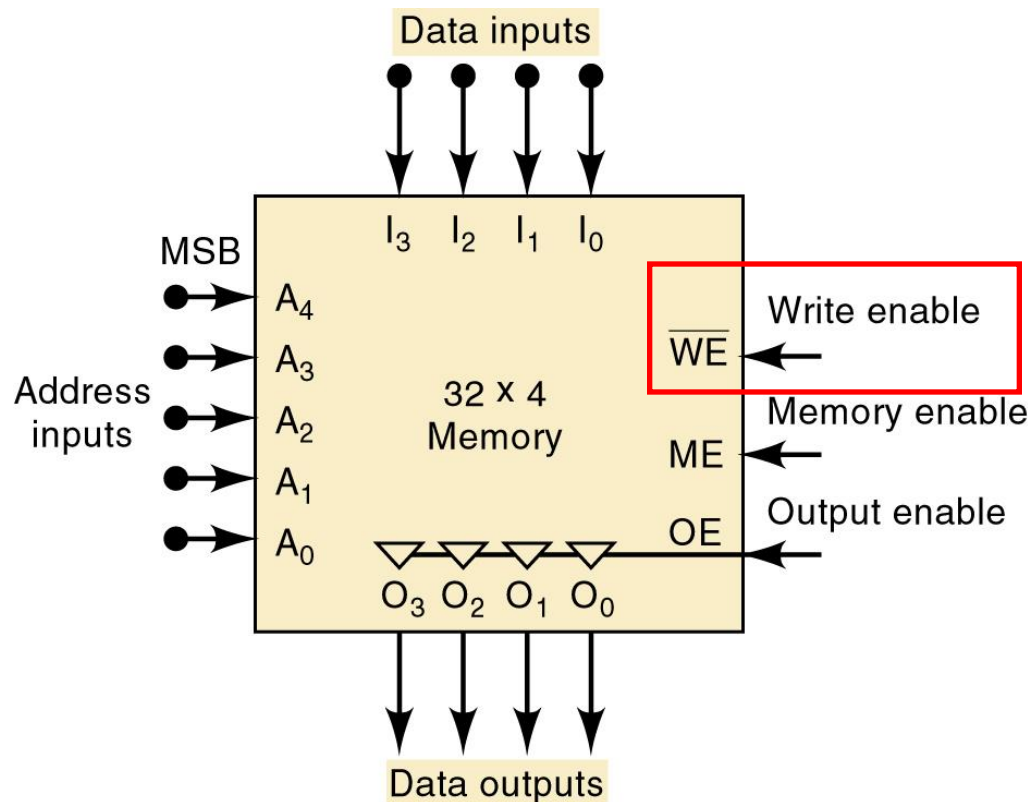 Data inputs
I₃ I₂ I₁ I₀
MSB
A₄
A₃
A₂
A₁
A₀
Address
inputs
32 x 4
Memory
Write enable
W̅E̅
Memory enable
ME
Output enable
OE
O₃ O₂ O₁ O₀
Data outputs